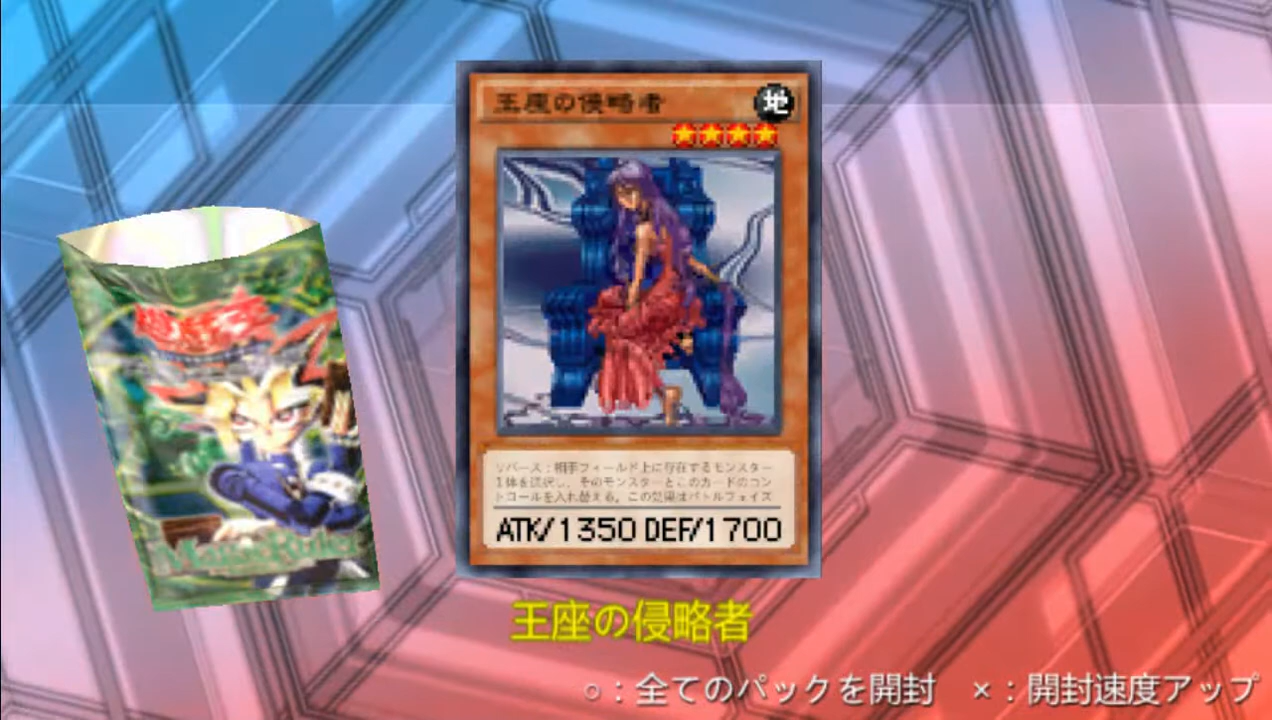 王座の侵略者
地
リバース：相手フィールド上に存在するモンスター
1体を選択し、そのモンスターとこのカードのコン
トロールを入れ替える。この効果はバトルフェイズ
ATK/1350 DEF/1700
遊戯王
王座の侵略者
○：全てのパックを開封 ×：開封速度アップ